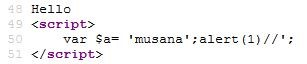 48 Hello
49 <script>
50     var $a= 'musana';alert(1)//';
51 </script>